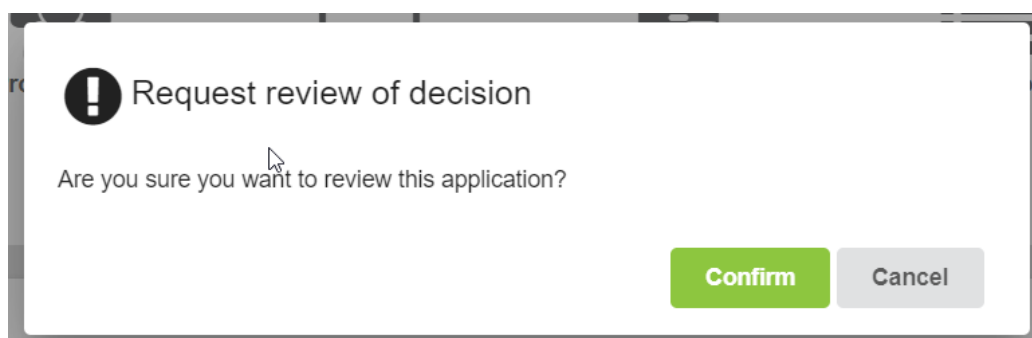 Request review of decision
Are you sure you want to review this application?
Confirm
Cancel